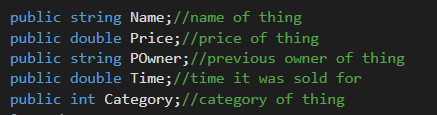 public string Name;//name of thing
public double Price;//price of thing
public string POwner;//previous owner of thing
public double Time;//time it was sold for
public int Category;//category of thing